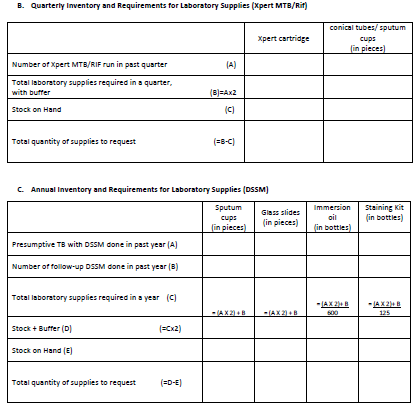 B. Quarterly Inventory and Requirements for Laboratory Supplies (Xpert MTB/Rif)
Xpert cartridge
conical tubes/ sputum
cups
(in pieces)
Number of Xpert MTB/RIF run in past quarter (A)
Total laboratory supplies required in a quarter,
with buffer (B)=Ax2
Stock on Hand (C)
Total quantity of supplies to request (=B-C)
C. Annual Inventory and Requirements for Laboratory Supplies (DSSM)
Sputum
cups
(in pieces)
Glass slides
(in pieces)
Immersion
oil
(in bottles)
Staining Kit
(in bottles)
Presumptive TB with DSSM done in past year (A)
Number of follow-up DSSM done in past year (B)
Total laboratory supplies required in a year (C)
= (A X 2) + B
= (A X 2) + B
= (A X 2)+ B
600
= (A X 2)+ B
125
Stock + Buffer (D) (=Cx2)
Stock on Hand (E)
Total quantity of supplies to request (=D-E)